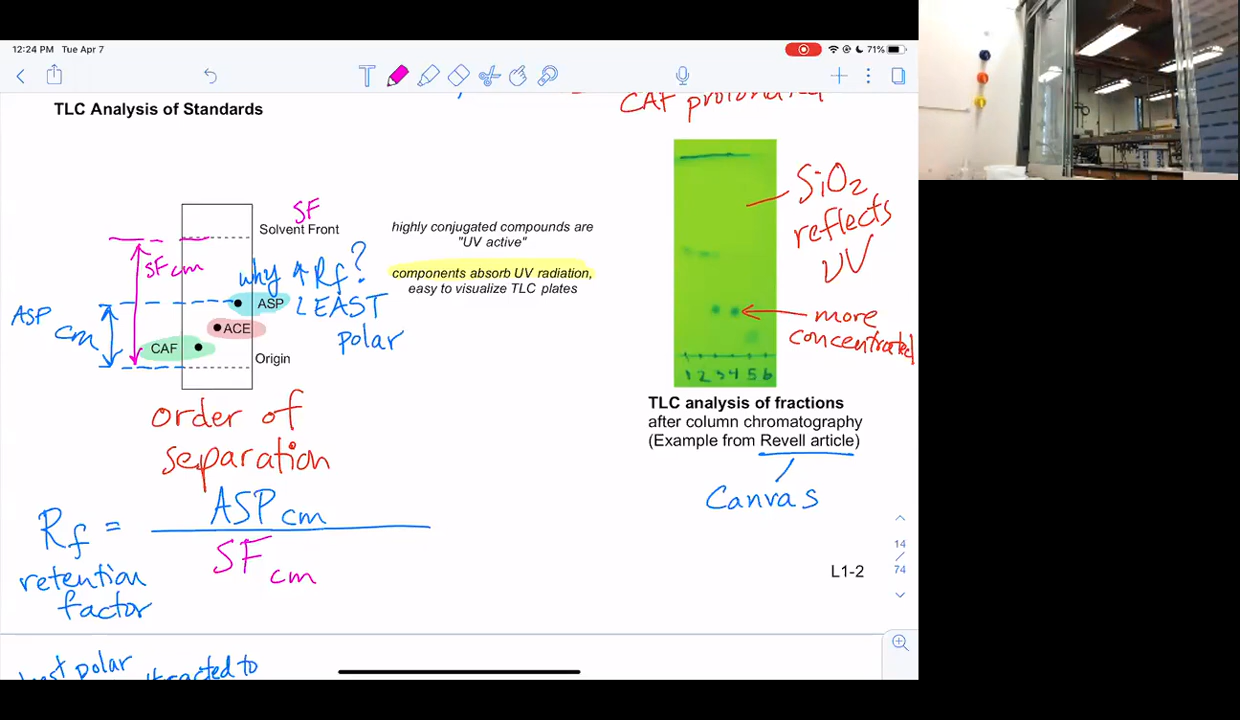 12:24 PM Tue Apr 7
71%
TLC Analysis of Standards
CAF protonated
SF
Solvent Front
SF cm
why ↑ Rf?
ASP
LEAST
polar
ACE
CAF
Origin
ASP
cm
highly conjugated compounds are
"UV active"
components absorb UV radiation,
easy to visualize TLC plates
SiO2
reflects
UV
more
concentrated
1 2 3 4 5 6
TLC analysis of fractions
after column chromatography
(Example from Revell article)
Canvas
order of
separation
Rf = ASP cm
SF cm
retention
factor
L1-2
14
/
74
polar